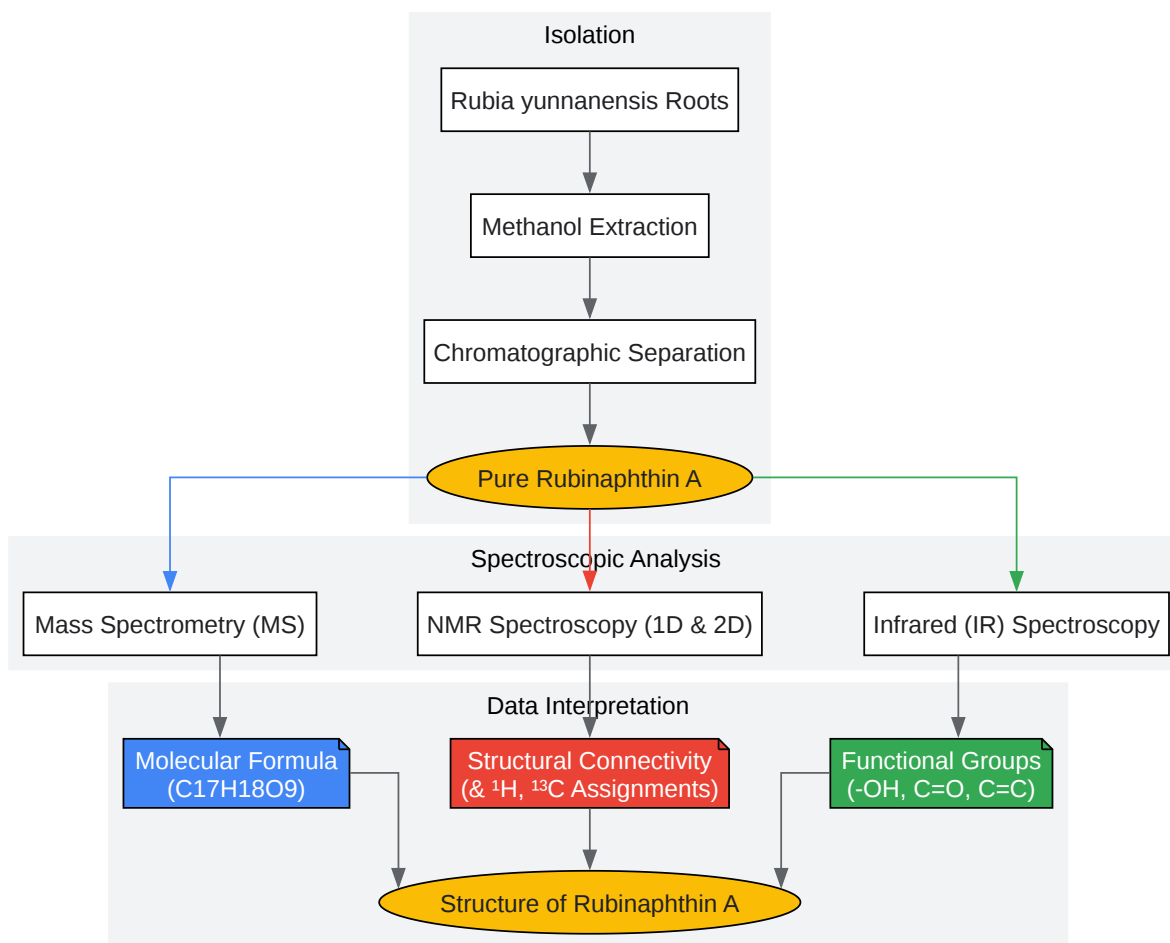 Isolation
Rubia yunnanensis Roots
Methanol Extraction
Chromatographic Separation
Pure Rubinaphthin A
Spectroscopic Analysis
Mass Spectrometry (MS)
NMR Spectroscopy (1D & 2D)
Infrared (IR) Spectroscopy
Data Interpretation
Molecular Formula
(C17H18O9)
Structural Connectivity
(& ¹H, ¹³C Assignments)
Functional Groups
(-OH, C=O, C=C)
Structure of Rubinaphthin A